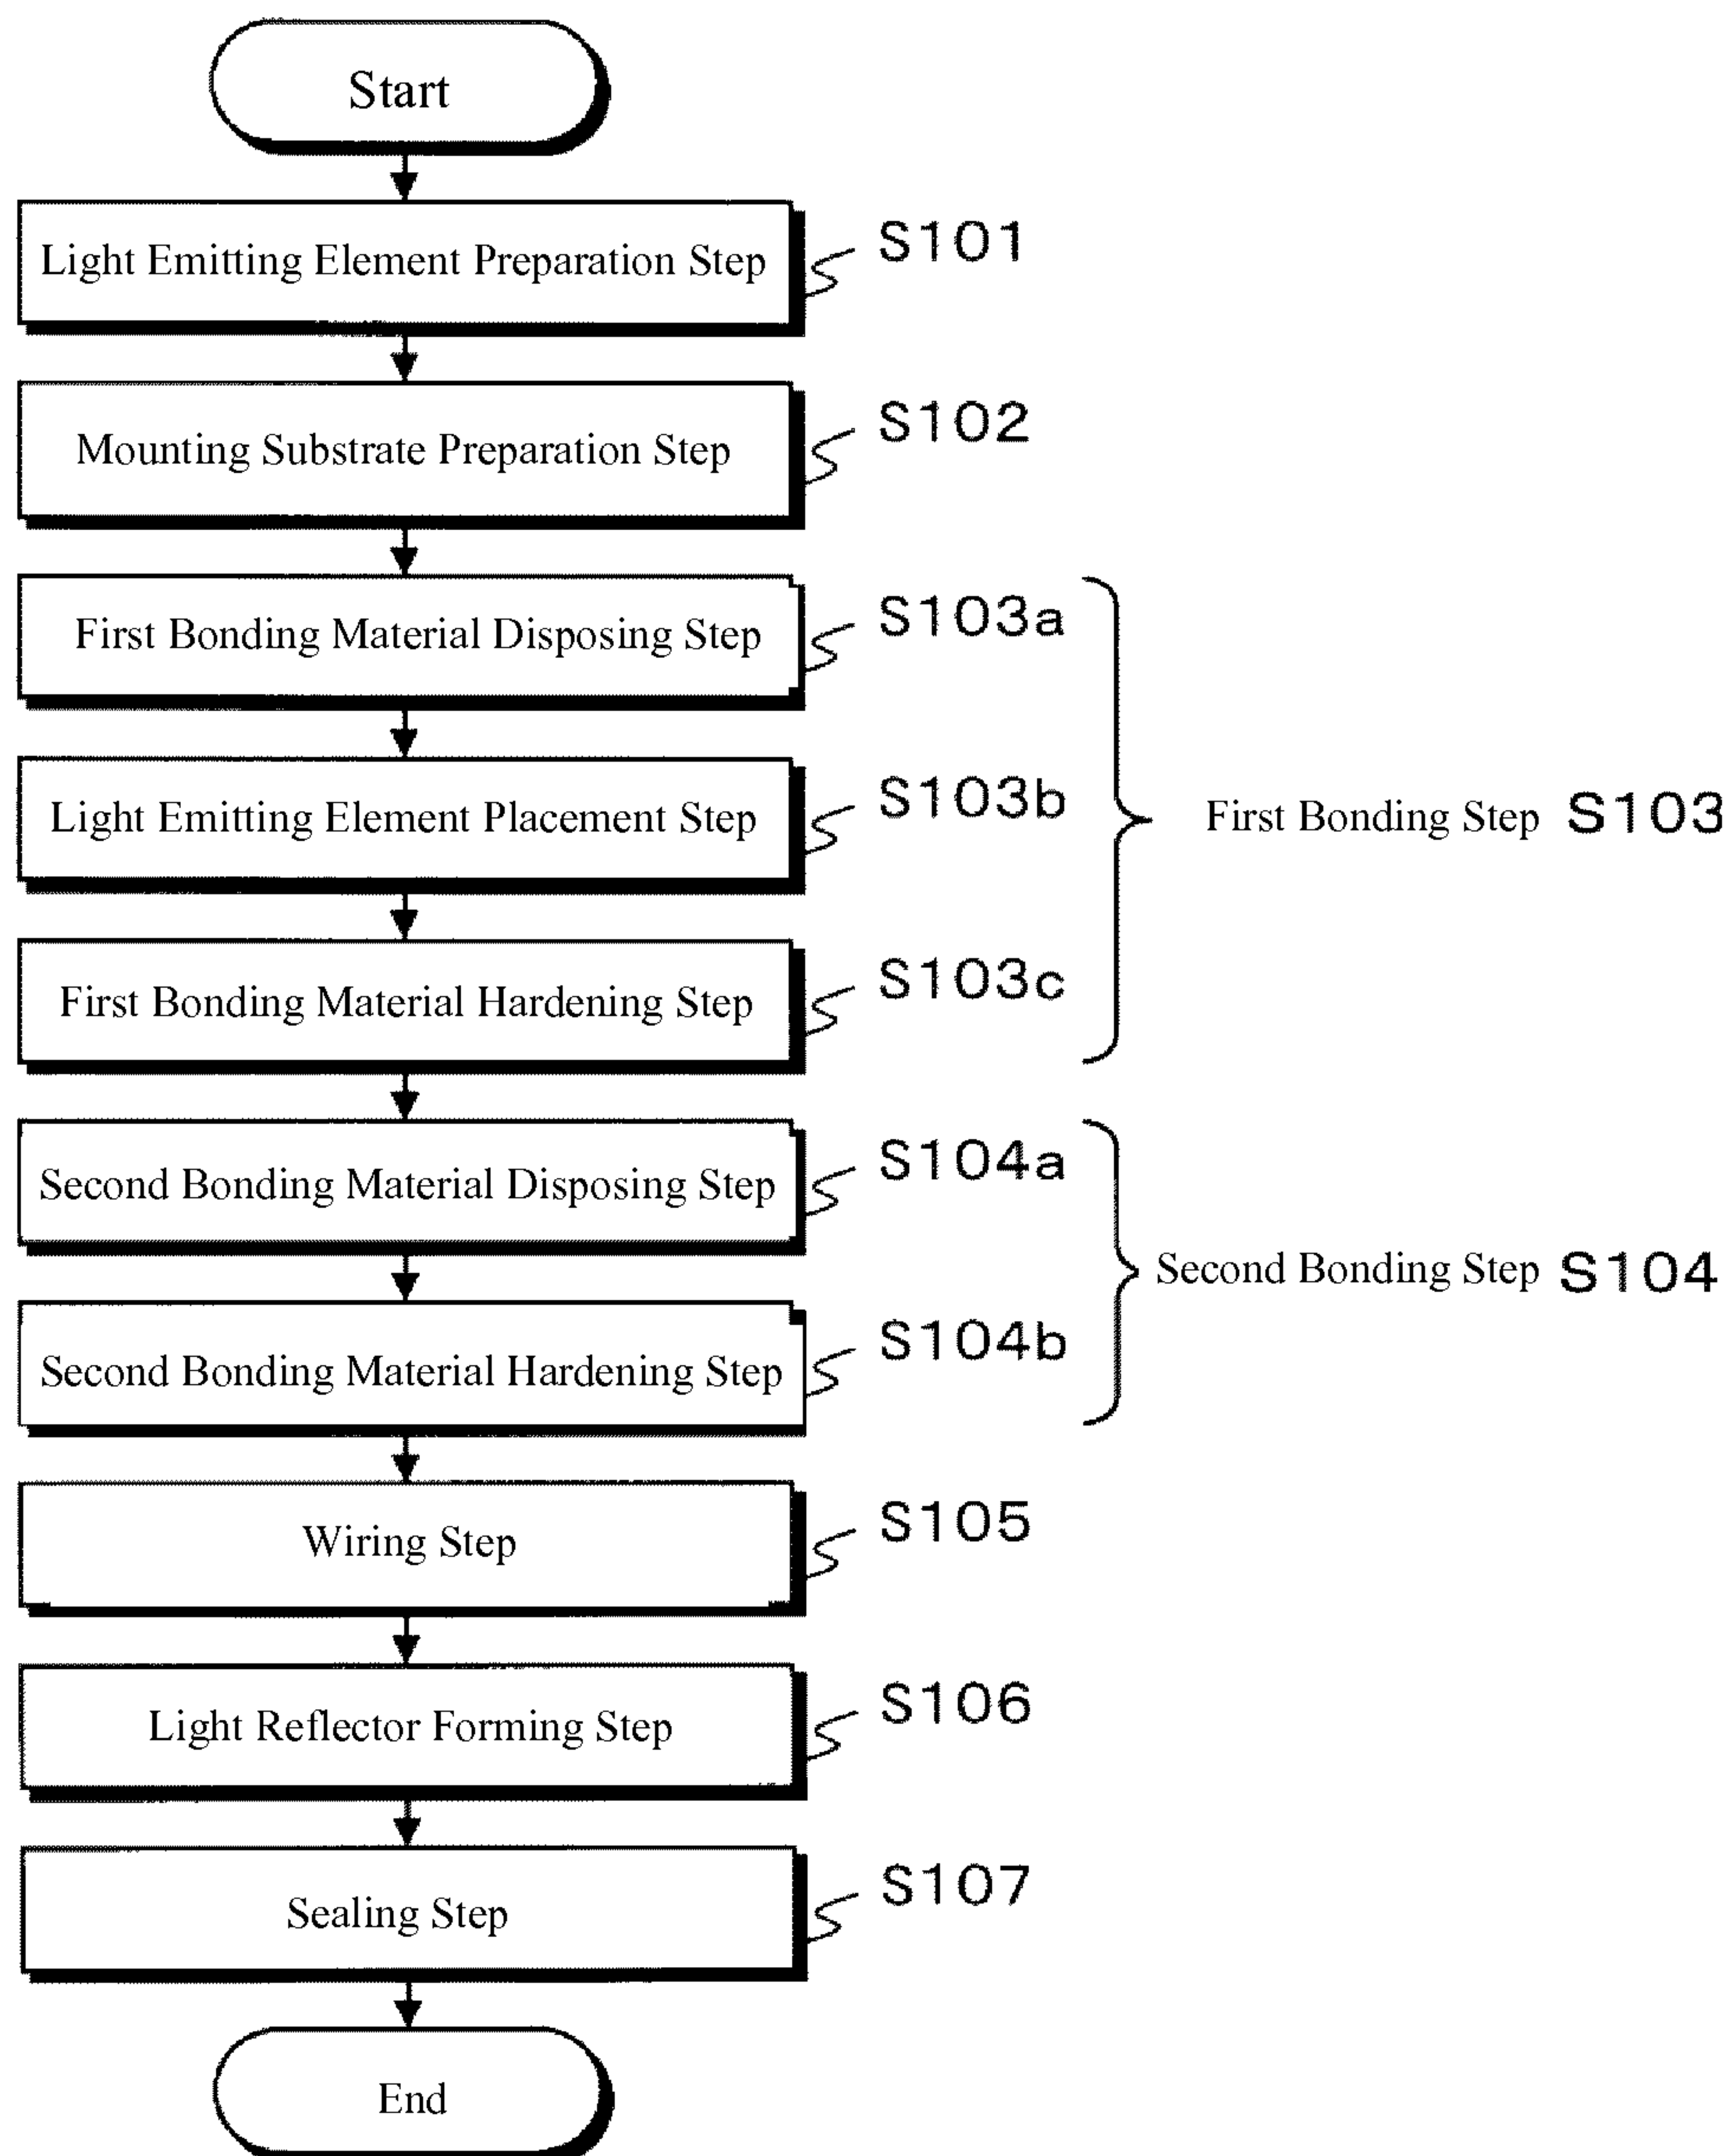 Start
Light Emitting Element Preparation Step S101
Mounting Substrate Preparation Step S102
First Bonding Material Disposing Step S103a
Light Emitting Element Placement Step S103b
First Bonding Step S103
First Bonding Material Hardening Step S103c
Second Bonding Material Disposing Step S104a
Second Bonding Step S104
Second Bonding Material Hardening Step S104b
Wiring Step S105
Light Reflector Forming Step S106
Sealing Step S107
End